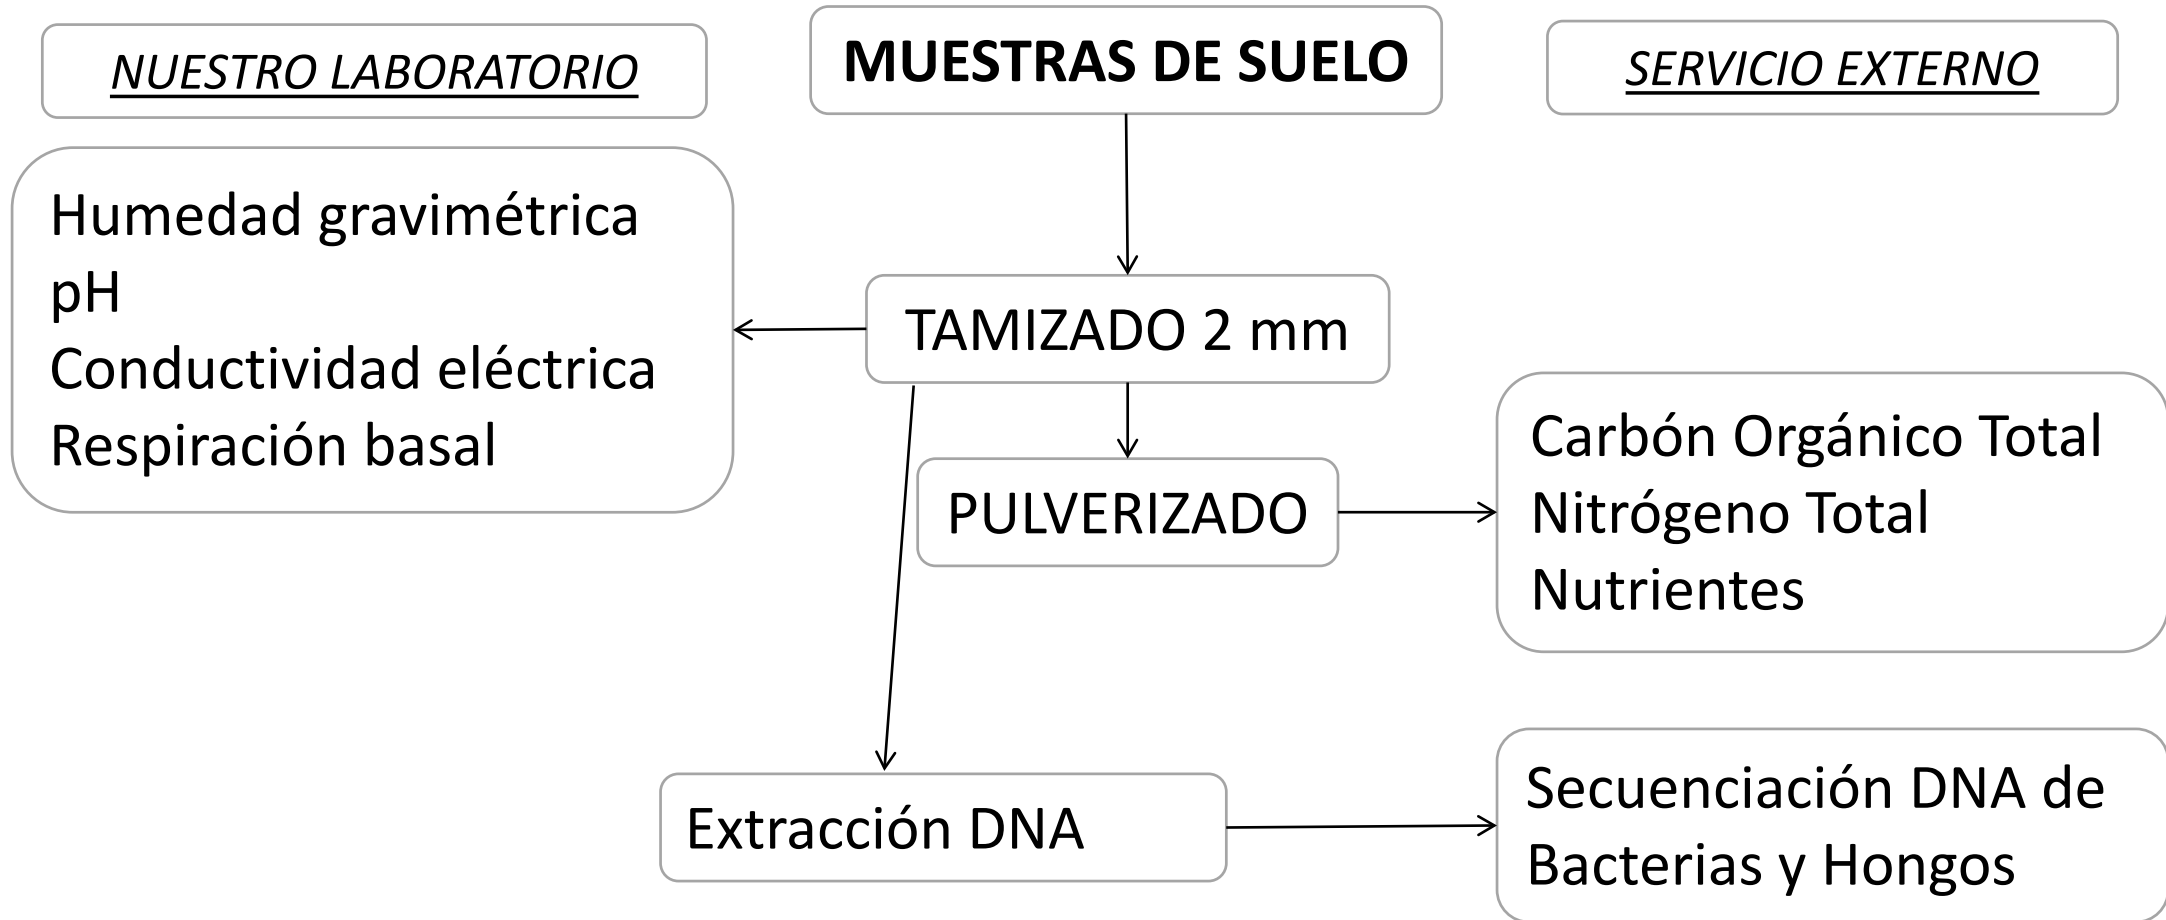 NUESTRO LABORATORIO
MUESTRAS DE SUELO
SERVICIO EXTERNO
Humedad gravimétrica
pH
Conductividad eléctrica
Respiración basal
TAMIZADO 2 mm
PULVERIZADO
Carbón Orgánico Total
Nitrógeno Total
Nutrientes
Extracción DNA
Secuenciación DNA de
Bacterias y Hongos